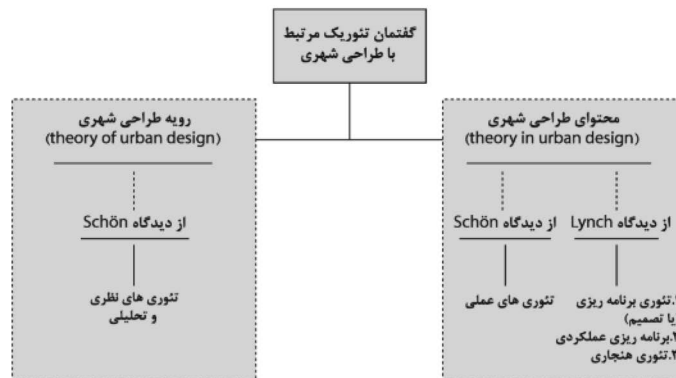 گفتمان تئوریک مرتبط
با طراحی شهری
محتوای طراحی شهری
(theory in urban design)
از دیدگاه Lynch
از دیدگاه Schön
.تئوری برنامه ریزی
یا تصمیم)
.برنامه ریزی عملکردی
.تئوری هنجاری
تئوری های عملی
رویه طراحی شهری
(theory of urban design)
از دیدگاه Schön
تئوری های نظری
و تحلیلی